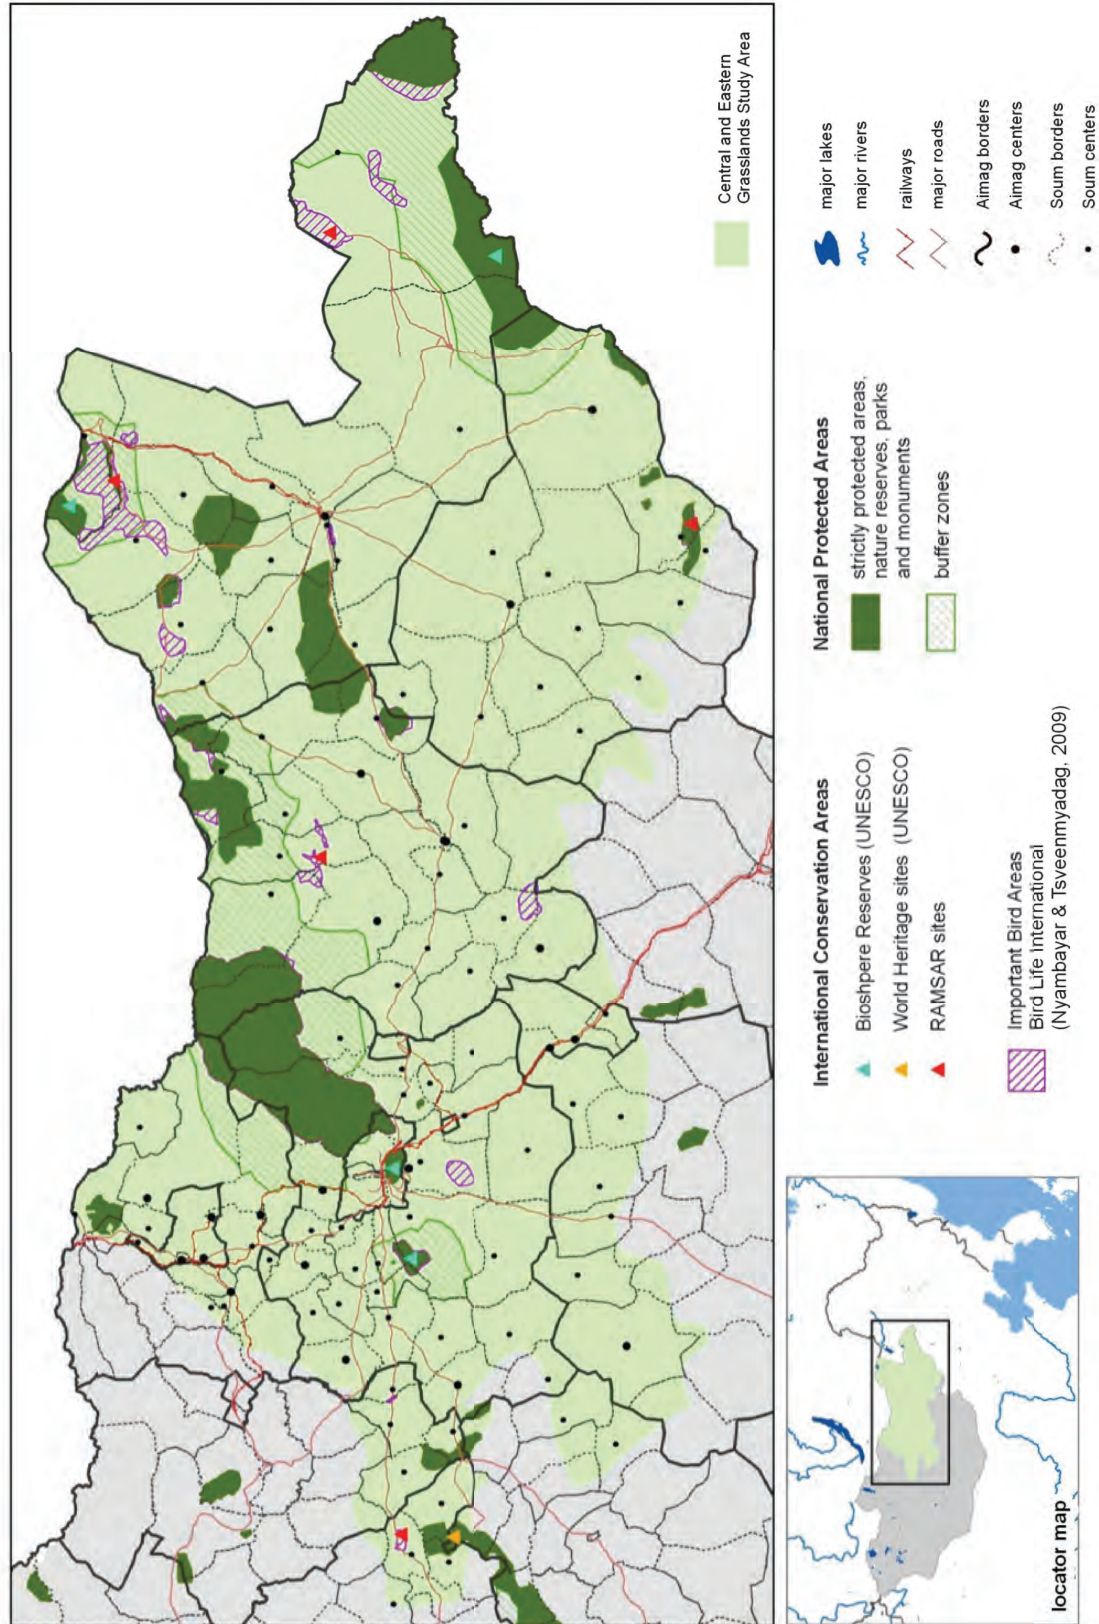 Central and Eastern
Grasslands Study Area
International Conservation Areas
Bioshpere Reserves (UNESCO)
World Heritage sites (UNESCO)
RAMSAR sites
Important Bird Areas
Bird Life International
(Nyambayar & Tsveenmyadag, 2009)
National Protected Areas
strictly protected areas,
nature reserves, parks
and monuments
buffer zones
major lakes
major rivers
railways
major roads
Aimag borders
Aimag centers
Soum borders
Soum centers
locator map